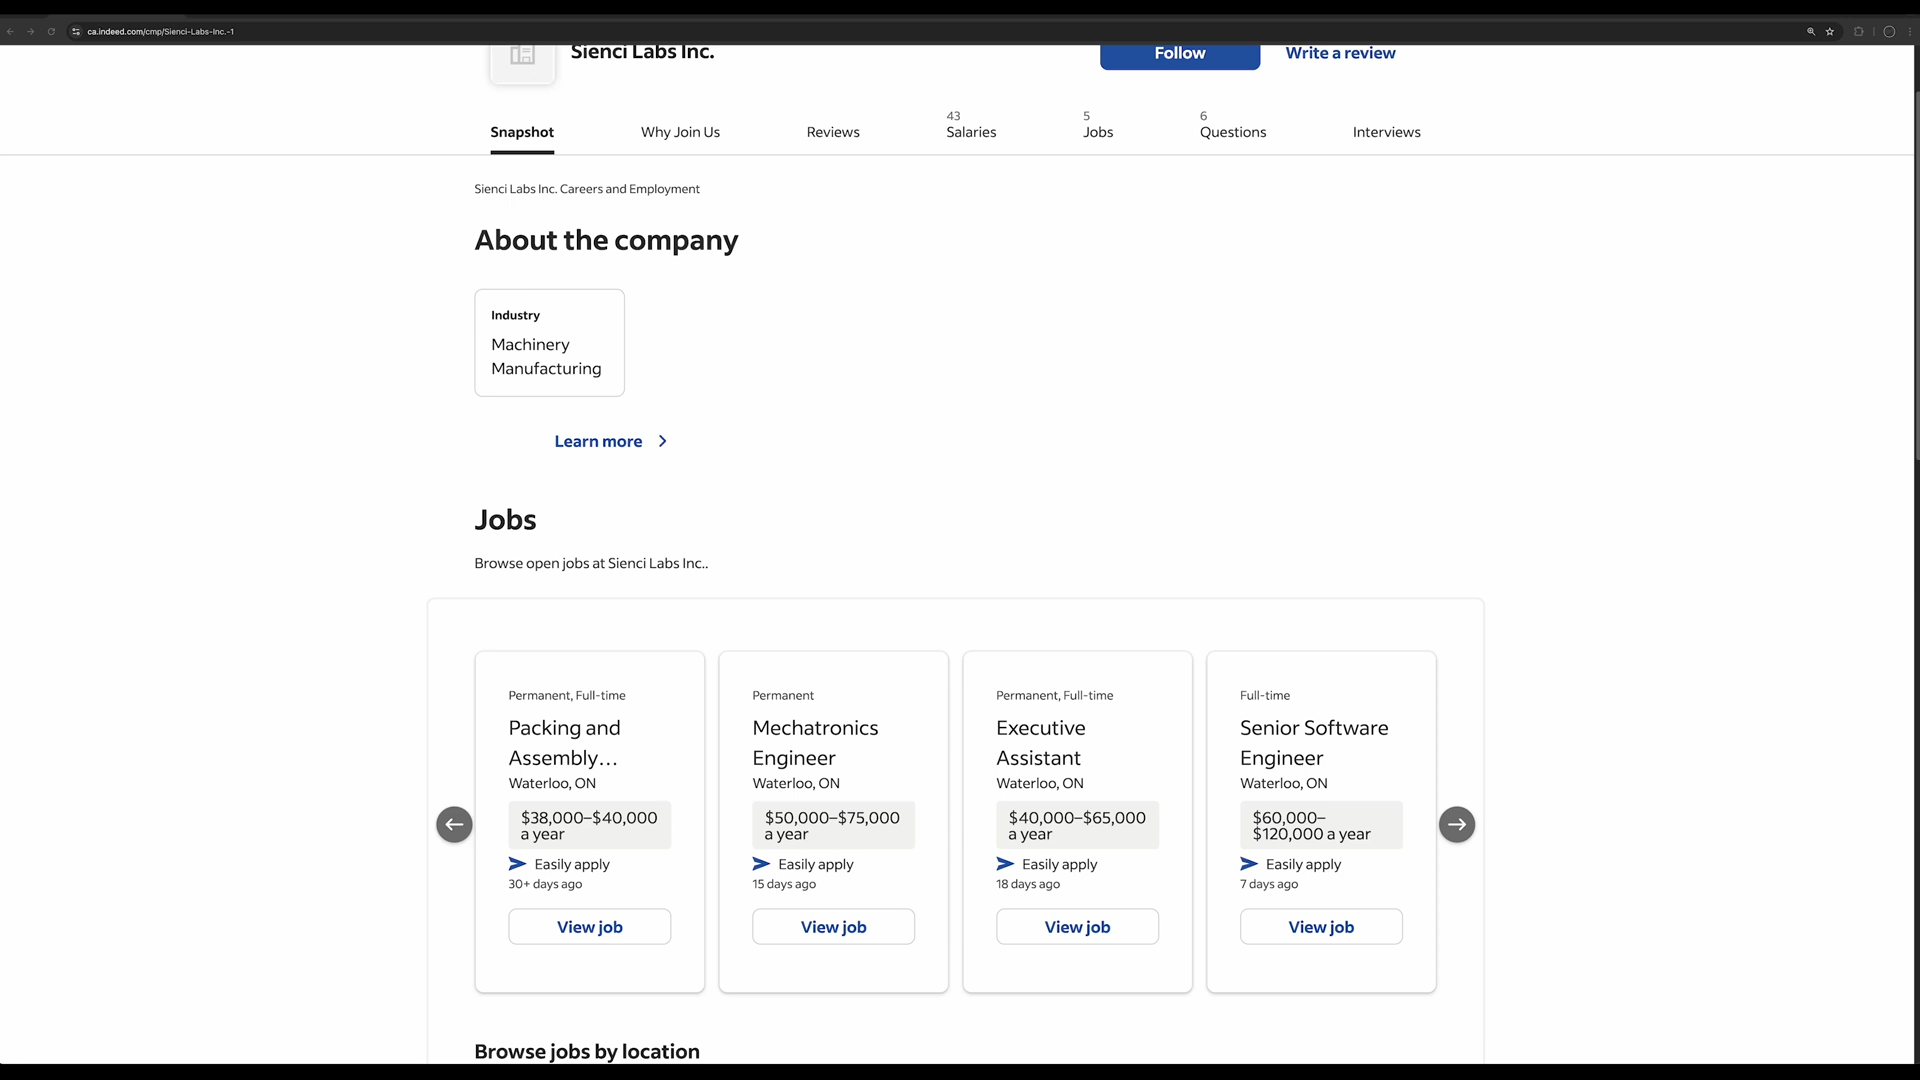 ca.indeed.com/cmp/Sienci-Labs-Inc.-1
Sienci Labs Inc.
Follow
Write a review
Snapshot
Why Join Us
Reviews
43
Salaries
5
Jobs
6
Questions
Interviews
Sienci Labs Inc. Careers and Employment
About the company
Industry
Machinery
Manufacturing
Learn more
Jobs
Browse open jobs at Sienci Labs Inc..
Permanent, Full-time
Packing and
Assembly...
Waterloo, ON
$38,000–$40,000
a year
Easily apply
30+ days ago
View job
Permanent
Mechatronics
Engineer
Waterloo, ON
$50,000–$75,000
a year
Easily apply
15 days ago
View job
Permanent, Full-time
Executive
Assistant
Waterloo, ON
$40,000–$65,000
a year
Easily apply
18 days ago
View job
Full-time
Senior Software
Engineer
Waterloo, ON
$60,000–
$120,000 a year
Easily apply
7 days ago
View job
Browse jobs by location